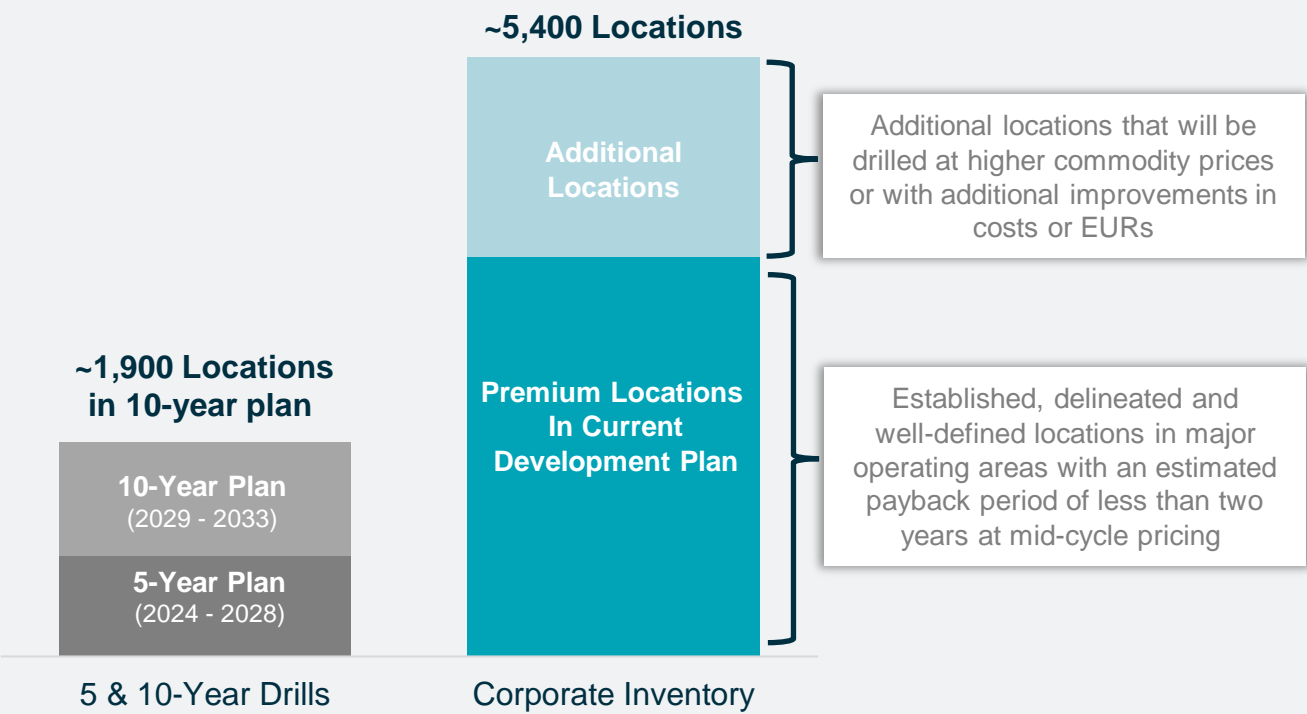 ~5,400 Locations
Additional
Locations
Additional locations that will be
drilled at higher commodity prices
or with additional improvements in
costs or EURs
~1,900 Locations
in 10-year plan
10-Year Plan
(2029 - 2033)
5-Year Plan
(2024 - 2028)
Premium Locations
In Current
Development Plan
Established, delineated and
well-defined locations in major
operating areas with an estimated
payback period of less than two
years at mid-cycle pricing
5 & 10-Year Drills
Corporate Inventory